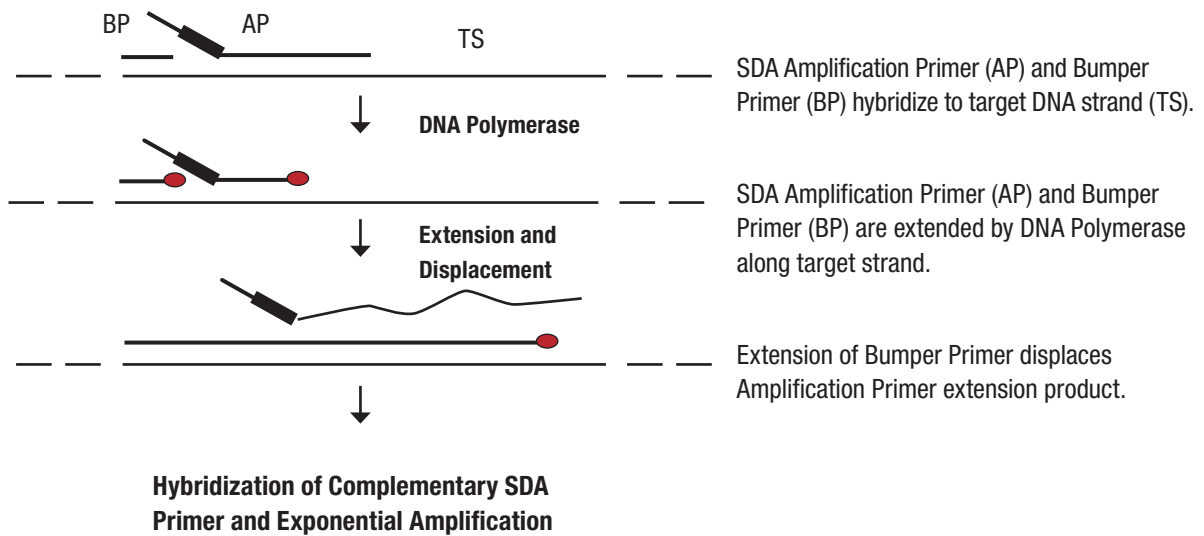 BP
AP
TS
SDA Amplification Primer (AP) and Bumper
Primer (BP) hybridize to target DNA strand (TS).
DNA Polymerase
SDA Amplification Primer (AP) and Bumper
Primer (BP) are extended by DNA Polymerase
along target strand.
Extension and
Displacement
Extension of Bumper Primer displaces
Amplification Primer extension product.
Hybridization of Complementary SDA
Primer and Exponential Amplification